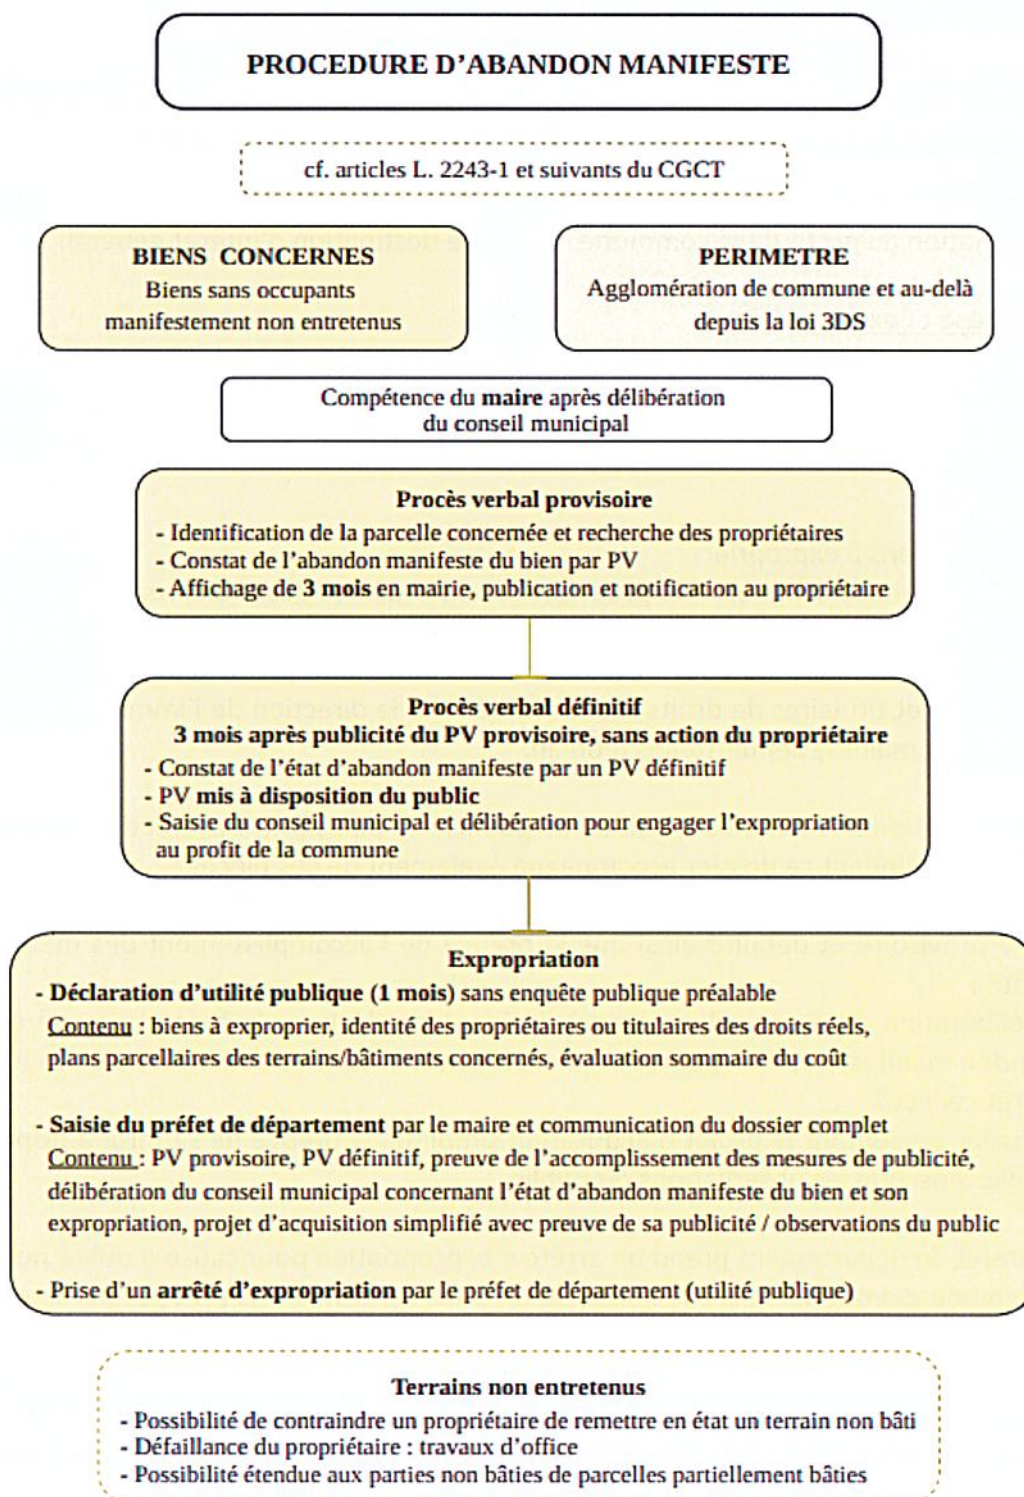 PROCEDURE D'ABANDON MANIFESTE
cf. articles L. 2243-1 et suivants du CGCT
BIENS CONCERNES
Biens sans occupants
manifestement non entretenus
PERIMETRE
Agglomération de commune et au-delà
depuis la loi 3DS
Compétence du maire après délibération
du conseil municipal
Procès verbal provisoire
- Identification de la parcelle concernée et recherche des propriétaires
- Constat de l'abandon manifeste du bien par PV
- Affichage de 3 mois en mairie, publication et notification au propriétaire
Procès verbal définitif
3 mois après publicité du PV provisoire, sans action du propriétaire
- Constat de l'état d'abandon manifeste par un PV définitif
- PV mis à disposition du public
- Saisie du conseil municipal et délibération pour engager l'expropriation
au profit de la commune
Expropriation
- Déclaration d'utilité publique (1 mois) sans enquête publique préalable
Contenu : biens à exproprier, identité des propriétaires ou titulaires des droits réels,
plans parcellaires des terrains/bâtiments concernés, évaluation sommaire du coût
- Saisie du préfet de département par le maire et communication du dossier complet
Contenu : PV provisoire, PV définitif, preuve de l'accomplissement des mesures de publicité,
délibération du conseil municipal concernant l'état d'abandon manifeste du bien et son
expropriation, projet d'acquisition simplifié avec preuve de sa publicité / observations du public
- Prise d'un arrêté d'expropriation par le préfet de département (utilité publique)
Terrains non entretenus
- Possibilité de contraindre un propriétaire de remettre en état un terrain non bâti
- Défaillance du propriétaire : travaux d'office
- Possibilité étendue aux parties non bâties de parcelles partiellement bâties